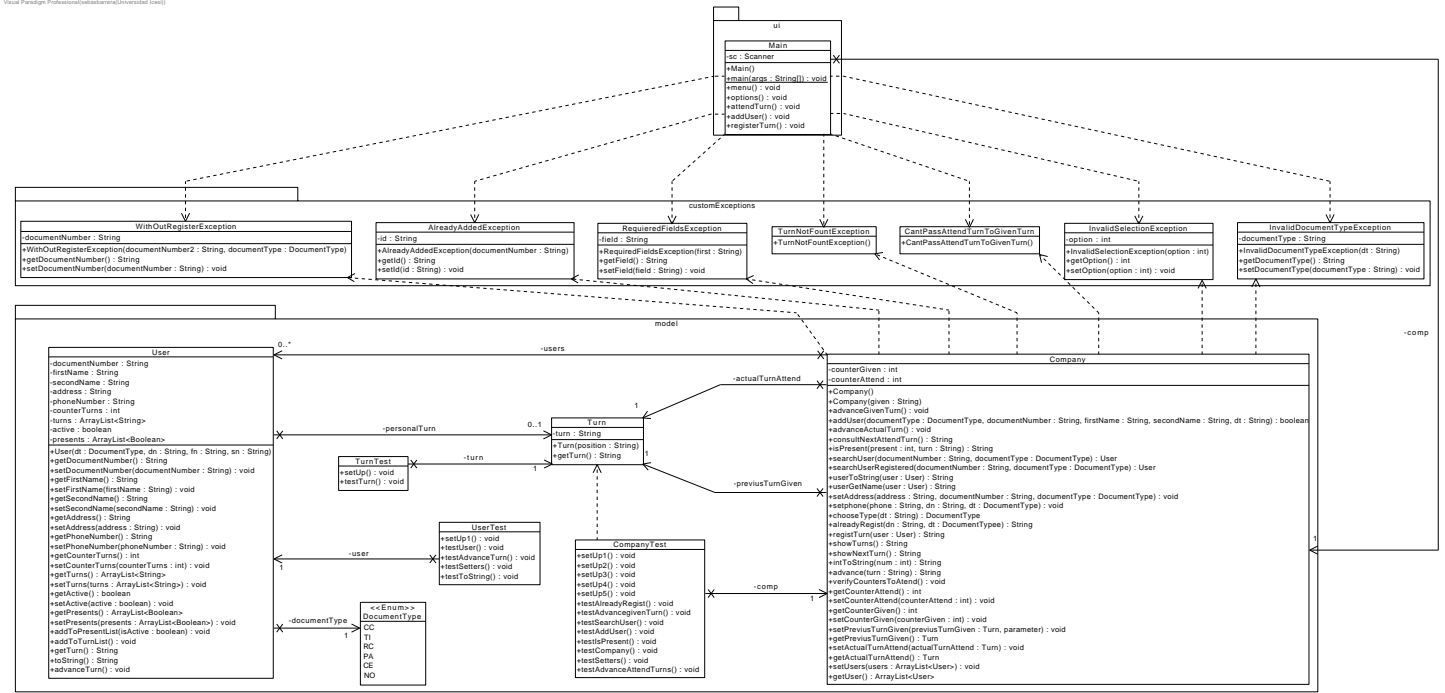 Visual Paradigm Professional(sebasbarrera(Universidad Icesi))
ui
Main
-sc : Scanner
+Main()
+main(args : String[]) : void
+menu() : void
+options() : void
+attendTurn() : void
+addUser() : void
+registerTurn() : void
-comp
1
customExceptions
WithOutRegisterException
-documentNumber : String
+WithOutRegisterException(documentNumber2 : String, documentType : DocumentType)
+getDocumentNumber() : String
+setDocumentNumber(documentNumber : String) : void
AlreadyAddedException
-id : String
+AlreadyAddedException(documentNumber : String)
+getId() : String
+setId(id : String) : void
RequieredFieldsException
-field : String
+RequiredFieldsException(first : String)
+getField() : String
+setField(field : String) : void
TurnNotFountException
+TurnNotFountException()
CantPassAttendTurnToGivenTurn
+CantPassAttendTurnToGivenTurn()
InvalidSelectionException
-option : int
+InvalidSelectionException(option : int)
+getOption() : int
+setOption(option : int) : void
InvalidDocumentTypeException
-documentType : String
+InvalidDocumentTypeException(dt : String)
+getDocumentType() : String
+setDocumentType(documentType : String) : void
model
User
-documentNumber : String
-firstName : String
-secondName : String
-address : String
-phoneNumber : String
-counterTurns : int
-turns : ArrayList<String>
-active : boolean
-presents : ArrayList<Boolean>
+User(dt : DocumentType, dn : String, fn : String, sn : String)
+getDocumentNumber() : String
+setDocumentNumber(documentNumber : String) : void
+getFirstName() : String
+setFirstName(firstName : String) : void
+getSecondName() : String
+setSecondName(secondName : String) : void
+getAddress() : String
+setAddress(address : String) : void
+getPhoneNumber() : String
+setPhoneNumber(phoneNumber : String) : void
+getCounterTurns() : int
+setCounterTurns(counterTurns : int) : void
+getTurns() : ArrayList<String>
+setTurns(turns : ArrayList<String>) : void
+getActive() : boolean
+setActive(active : boolean) : void
+getPresents() : ArrayList<Boolean>
+setPresents(presents : ArrayList<Boolean>) : void
+addToPresentList(isActive : boolean) : void
+addToTurnList() : void
+getTurn() : String
+toString() : String
+advanceTurn() : void
0..*
-users
-personalTurn
0..1
-actualTurnAttend
1
Turn
-turn : String
+Turn(position : String)
+getTurn() : String
1
-previusTurnGiven
TurnTest
+setUp() : void
+testTurn() : void
-turn
1
UserTest
+setUp1() : void
+testUser() : void
+testAdvanceTurn() : void
+testSetters() : void
+testToString() : void
-user
1
CompanyTest
+setUp1() : void
+setUp2() : void
+setUp3() : void
+setUp4() : void
+setUp5() : void
+testAlreadyRegist() : void
+testAdvancegivenTurn() : void
+testSearchUser() : void
+testAddUser() : void
+testIsPresent() : void
+testCompany() : void
+testSetters() : void
+testAdvanceAttendTurns() : void
-comp
1
-documentType
1
<<Enum>>
DocumentType
CC
TI
RC
PA
CE
NO
Company
-counterGiven : int
-counterAttend : int
+Company()
+Company(given : String)
+advanceGivenTurn() : void
+addUser(documentType : DocumentType, documentNumber : String, firstName : String, secondName : String, dt : String) : boolean
+advanceActualTurn() : void
+consultNextAttendTurn() : String
+isPresent(present : int, turn : String) : String
+searchUser(documentNumber : String, documentType : DocumentType) : User
+searchUserRegistered(documentNumber : String, documentType : DocumentType) : User
+userToString(user : User) : String
+userGetName(user : User) : String
+setAddress(address : String, documentNumber : String, documentType : DocumentType) : void
+setphone(phone : String, dn : String, dt : DocumentType) : void
+chooseType(dt : String) : DocumentType
+alreadyRegist(dn : String, dt : DocumentTypee) : String
+registTurn(user : User) : String
+showTurns() : String
+showNextTurn() : String
+intToString(num : int) : String
+advance(turn : String) : String
+verifyCountersToAtend() : void
+getCounterAttend() : int
+setCounterAttend(counterAttend : int) : void
+getCounterGiven() : int
+setCounterGiven(counterGiven : int) : void
+setPreviusTurnGiven(previusTurnGiven : Turn, parameter) : void
+getPreviusTurnGiven() : Turn
+setActualTurnAttend(actualTurnAttend : Turn) : void
+getActualTurnAttend() : Turn
+setUsers(users : ArrayList<User>) : void
+getUser() : ArrayList<User>